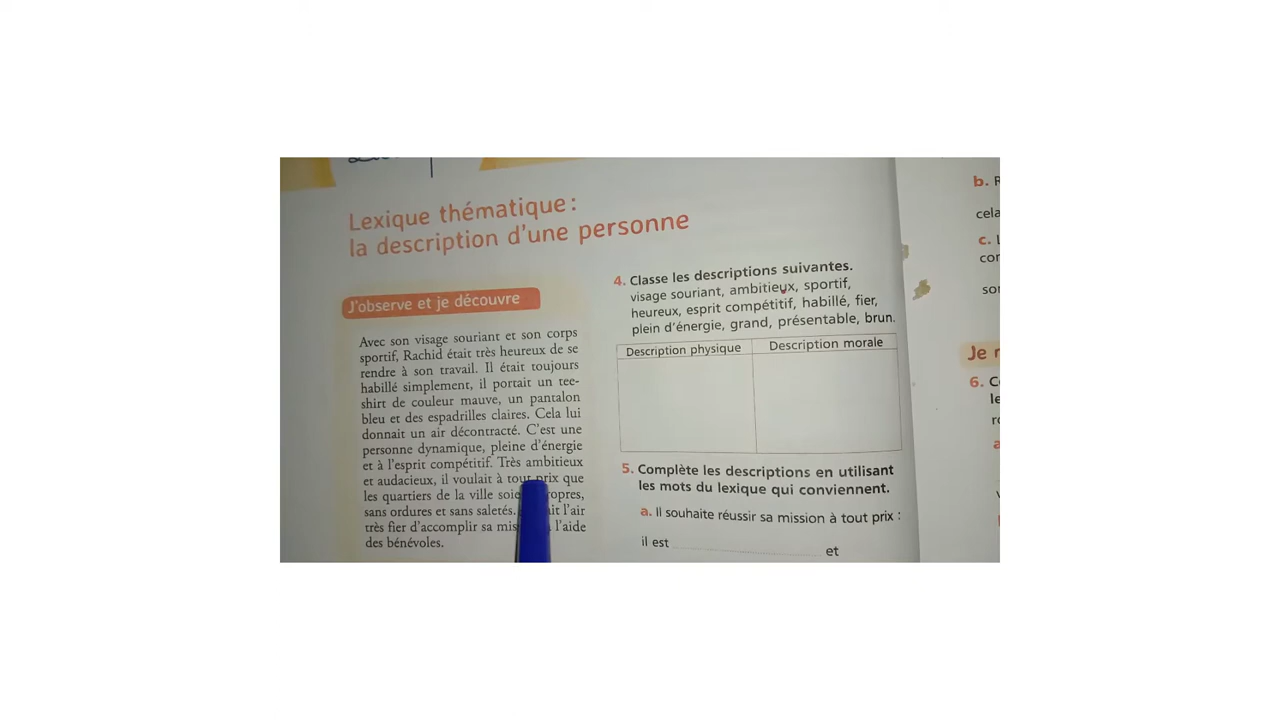 Lexique thématique :
la description d'une personne
J'observe et je découvre
Avec son visage souriant et son corps
sportif, Rachid était très heureux de se
rendre à son travail. Il était toujours
habillé simplement, il portait un tee-
shirt de couleur mauve, un pantalon
bleu et des espadrilles claires. Cela lui
donnait un air décontracté. C'est une
personne dynamique, pleine d'énergie
et à l'esprit compétitif. Très ambitieux
et audacieux, il voulait à tout prix que
les quartiers de la ville
sans ordures et sans saletés. l'air
très fier d'accomplir sa l'aide
des bénévoles.
4. Classe les descriptions suivantes.
visage souriant, ambitieux, sportif,
heureux, esprit compétitif, habillé, fier,
plein d'énergie, grand, présentable, brun.
Description physique Description morale
5. Complète les descriptions en utilisant
les mots du lexique qui conviennent.
a. Il souhaite réussir sa mission à tout prix :
il est et
b.
c.
6.
a.